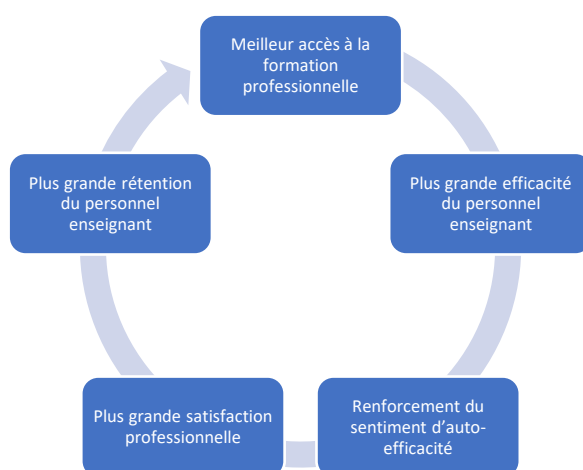 Meilleur accès à la
formation
professionnelle
Plus grande efficacité
du personnel
enseignant
Renforcement du
sentiment d'auto-
efficacité
Plus grande satisfaction
professionnelle
Plus grande rétention
du personnel
enseignant